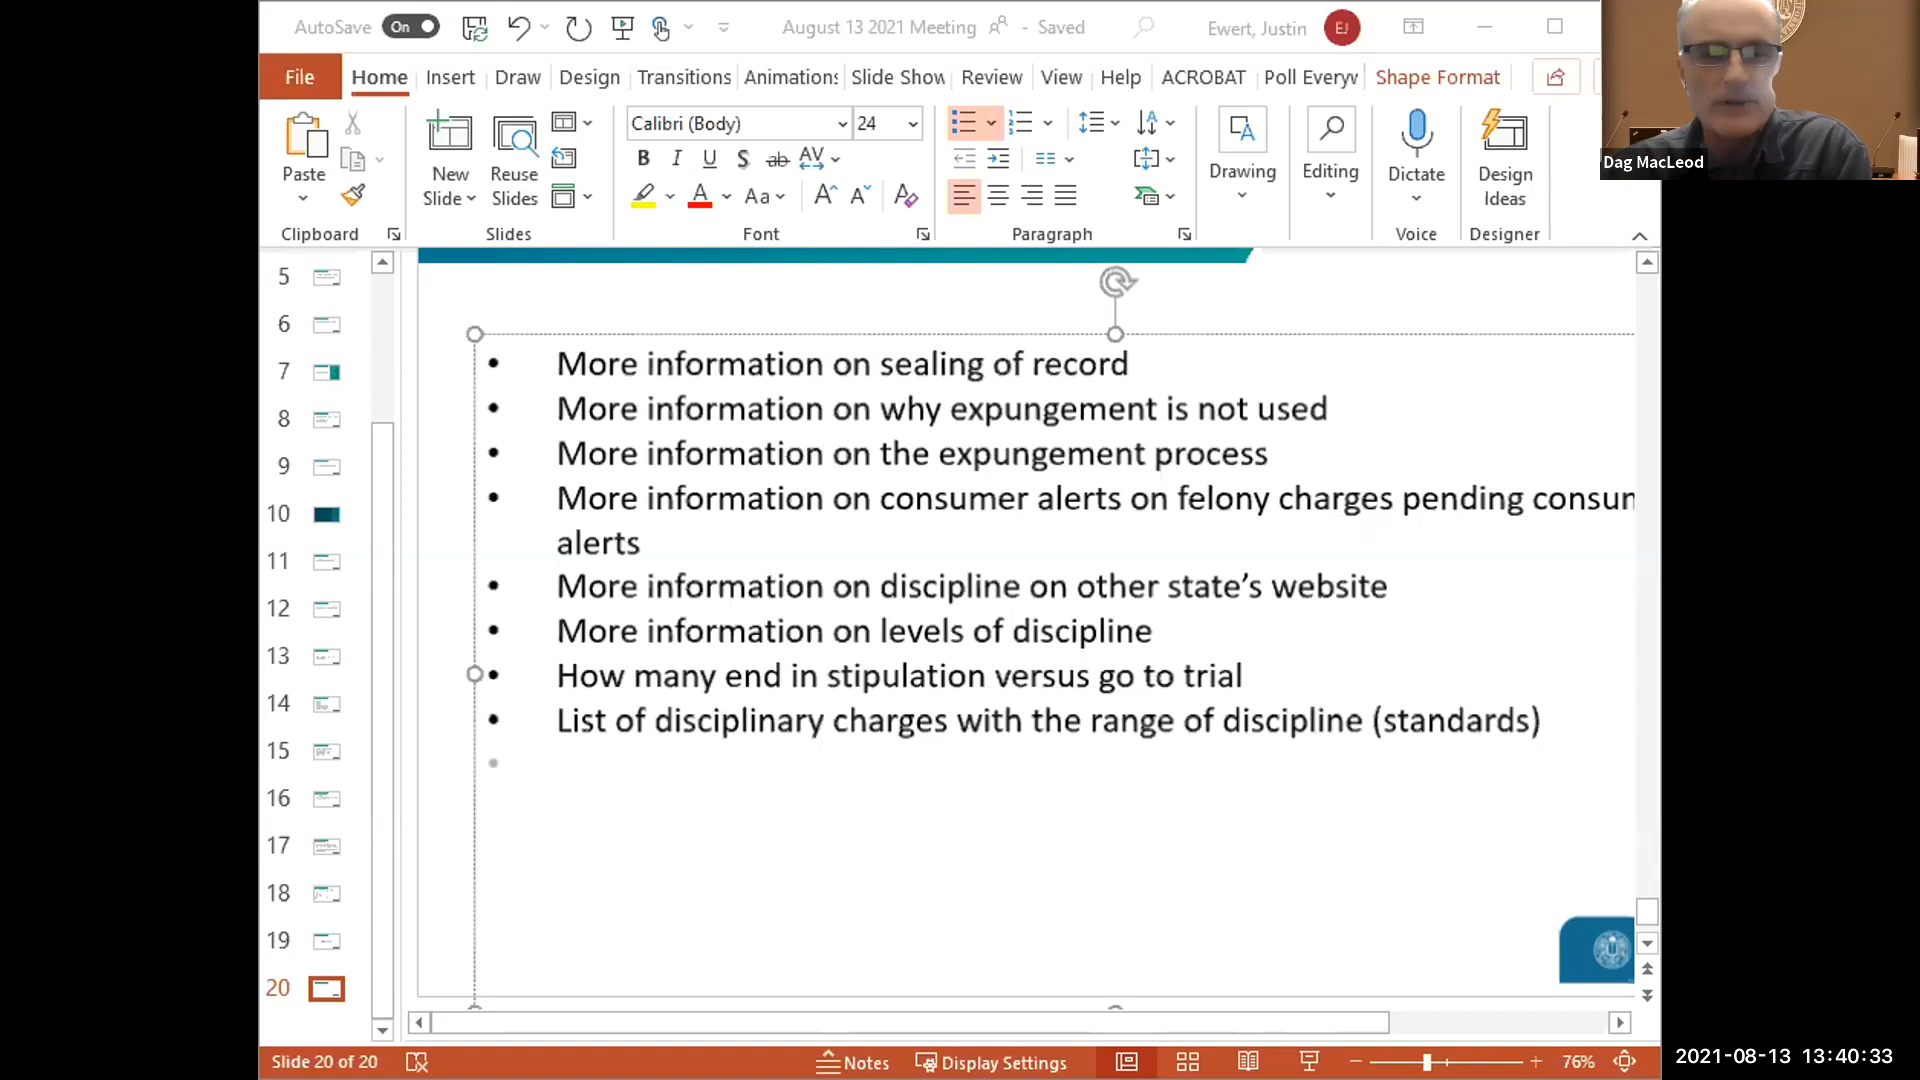 AutoSave On August 13 2021 Meeting - Saved Ewert, Justin EJ
File Home Insert Draw Design Transitions Animations Slide Show Review View Help ACROBAT Poll Everyw Shape Format
Calibri (Body) 24
Paste New Slide Reuse Slides Drawing Editing Dictate Design Ideas
Clipboard Slides Font Paragraph Voice Designer
Dag MacLeod
5
6
7
8
9
10
11
12
13
14
15
16
17
18
19
20
• More information on sealing of record
• More information on why expungement is not used
• More information on the expungement process
• More information on consumer alerts on felony charges pending consum
alerts
• More information on discipline on other state’s website
• More information on levels of discipline
• How many end in stipulation versus go to trial
• List of disciplinary charges with the range of discipline (standards)
•
Slide 20 of 20 Notes Display Settings 76%
2021-08-13 13:40:33